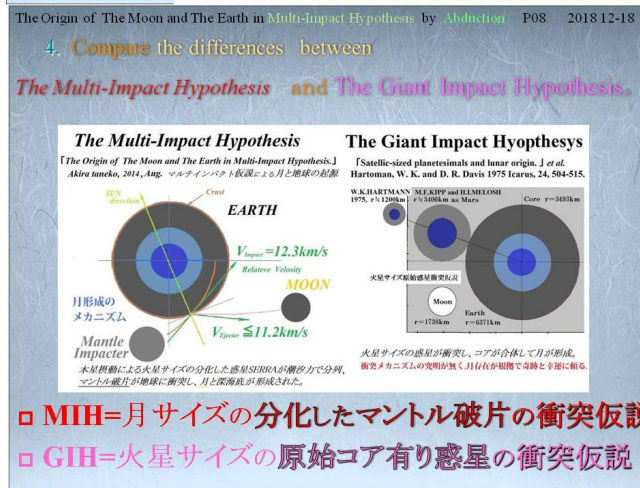 The Origin of The Moon and The Earth in Multi-Impact Hypothesis by Abduction. P08 2018 12-18
4. Compare the differences between
The Multi-Impact Hypothesis and The Giant Impact Hypothesis。
The Multi-Impact Hypothesis
「The Origin of The Moon and The Earth in Multi-Impact Hypothesis.」
Akira taneko, 2014, Aug. マルチインパクト仮説による月と地球の起源
SUN direction
Crust
EARTH
V Impact =12.3km/s
Relateve Velosity
MOON
月形成の
メカニズム
V Ejecter ≦11.2km/s
Mantle
Impacter
木星摂動による火星サイズの分化した惑星SERRAが潮汐力で分列、
マントル破片が地球に衝突し、月と深海底が形成された。
The Giant Impact Hyopthesys
「Satellic-sized planetesimals and lunar origin. 」 et al.
Hartoman, W. K. and D. R. Davis 1975 Icarus, 24, 504-515.
W.K.HARTMANN M.E.KIPP and H.J.MELOSH
1975, r≒1200km r≒3400km as Mars Core r=3493km
火星サイズ原始惑星衝突仮説
Moon
r=1738km
Earth
r=6371km
火星サイズの惑星が衝突し、コアが合体して月が形成。
衝突メカニズムの究明が無く、月存在が根拠で奇跡と幸運に頼る.
MIH=月サイズの分化したマントル破片の衝突仮説
GIH=火星サイズの原始コア有り惑星の衝突仮説